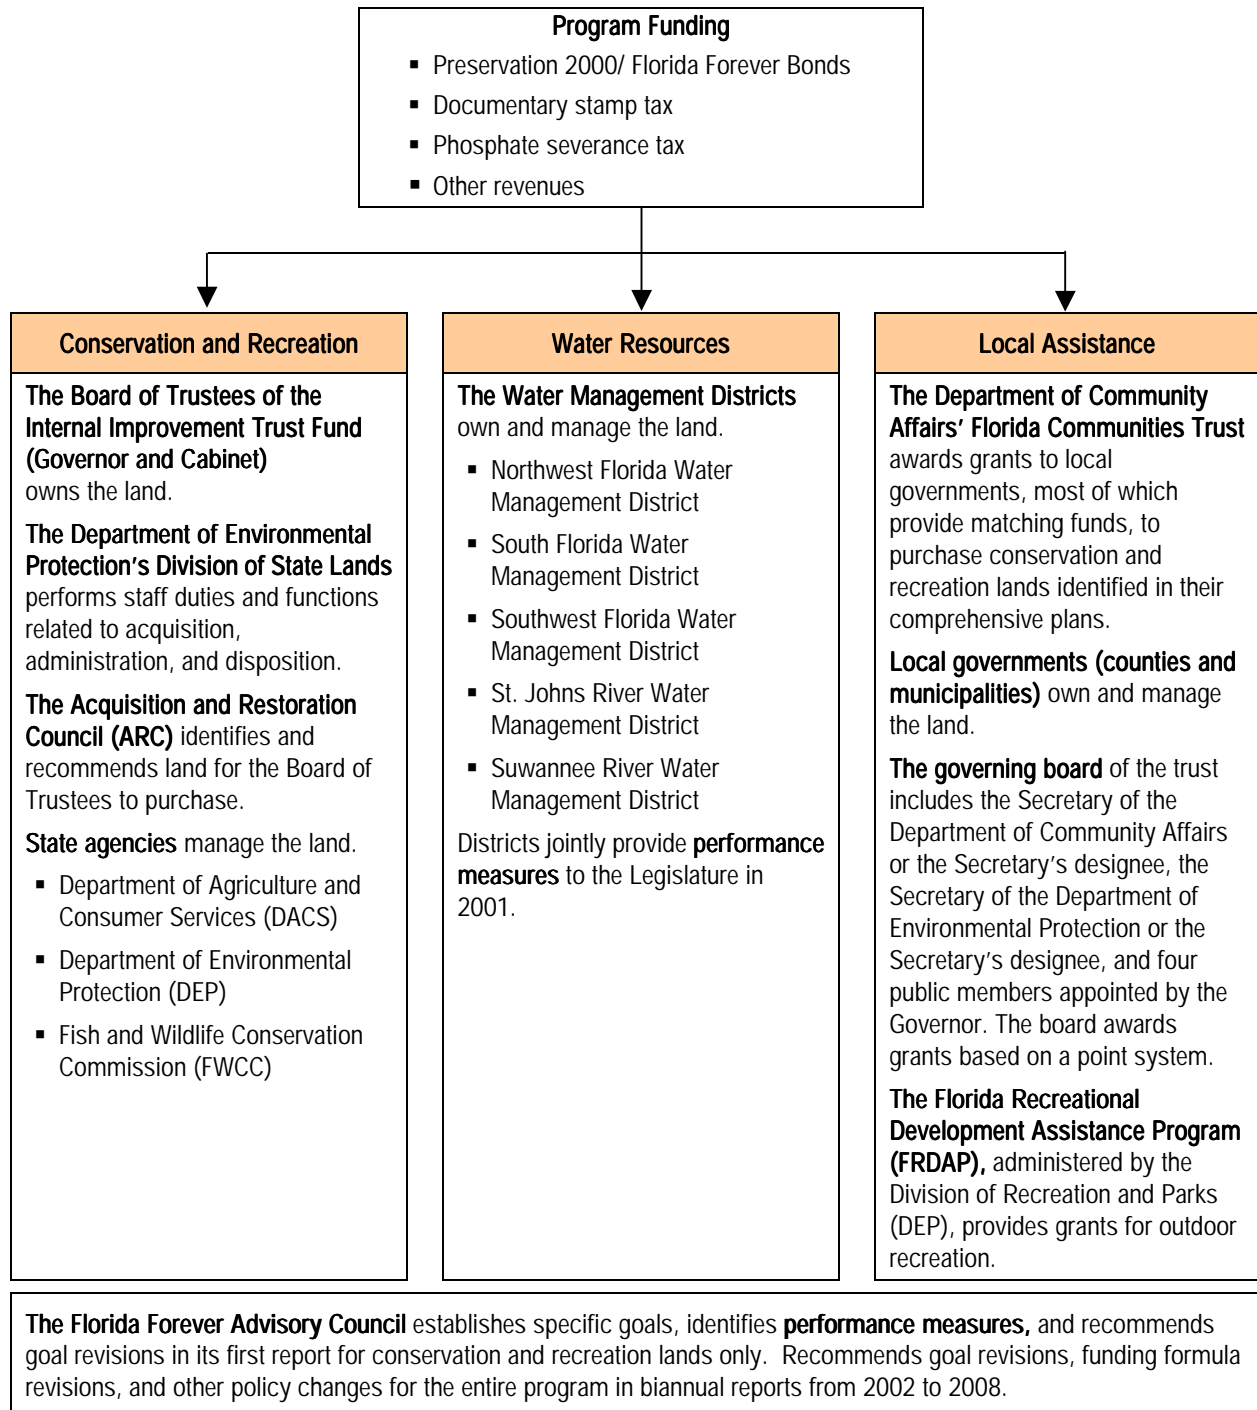 Program Funding
▪ Preservation 2000/ Florida Forever Bonds
▪ Documentary stamp tax
▪ Phosphate severance tax
▪ Other revenues
Conservation and Recreation
The Board of Trustees of the
Internal Improvement Trust Fund
(Governor and Cabinet)
owns the land.
The Department of Environmental
Protection’s Division of State Lands
performs staff duties and functions
related to acquisition,
administration, and disposition.
The Acquisition and Restoration
Council (ARC) identifies and
recommends land for the Board of
Trustees to purchase.
State agencies manage the land.
▪ Department of Agriculture and
Consumer Services (DACS)
▪ Department of Environmental
Protection (DEP)
▪ Fish and Wildlife Conservation
Commission (FWCC)
Water Resources
The Water Management Districts
own and manage the land.
▪ Northwest Florida Water
Management District
▪ South Florida Water
Management District
▪ Southwest Florida Water
Management District
▪ St. Johns River Water
Management District
▪ Suwannee River Water
Management District
Districts jointly provide performance
measures to the Legislature in
2001.
Local Assistance
The Department of Community
Affairs’ Florida Communities Trust
awards grants to local
governments, most of which
provide matching funds, to
purchase conservation and
recreation lands identified in their
comprehensive plans.
Local governments (counties and
municipalities) own and manage
the land.
The governing board of the trust
includes the Secretary of the
Department of Community Affairs
or the Secretary’s designee, the
Secretary of the Department of
Environmental Protection or the
Secretary’s designee, and four
public members appointed by the
Governor. The board awards
grants based on a point system.
The Florida Recreational
Development Assistance Program
(FRDAP), administered by the
Division of Recreation and Parks
(DEP), provides grants for outdoor
recreation.
The Florida Forever Advisory Council establishes specific goals, identifies performance measures, and recommends
goal revisions in its first report for conservation and recreation lands only. Recommends goal revisions, funding formula
revisions, and other policy changes for the entire program in biannual reports from 2002 to 2008.